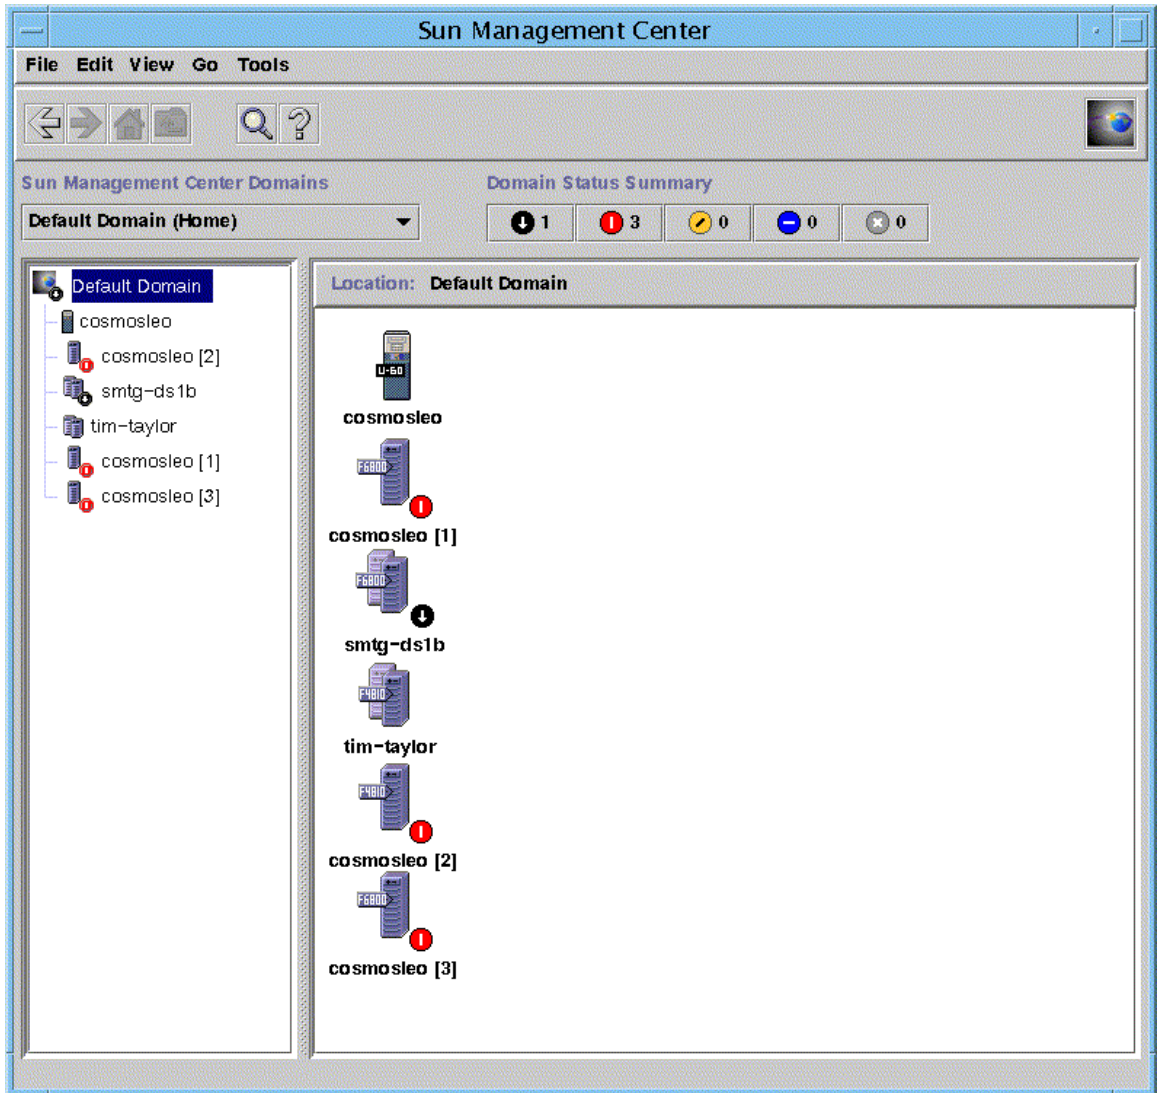 Sun Management Center
File Edit View Go Tools
Sun Management Center Domains
Domain Status Summary
Default Domain (Home)
1 3 0 0 0
Default Domain
cosmosleo
cosmosleo [2]
smtg-ds1b
tim-taylor
cosmosleo [1]
cosmosleo [3]
Location: Default Domain
U-60
cosmosleo
F6800
cosmosleo [1]
F6800
smtg-ds1b
F4810
tim-taylor
F4810
cosmosleo [2]
F6800
cosmosleo [3]